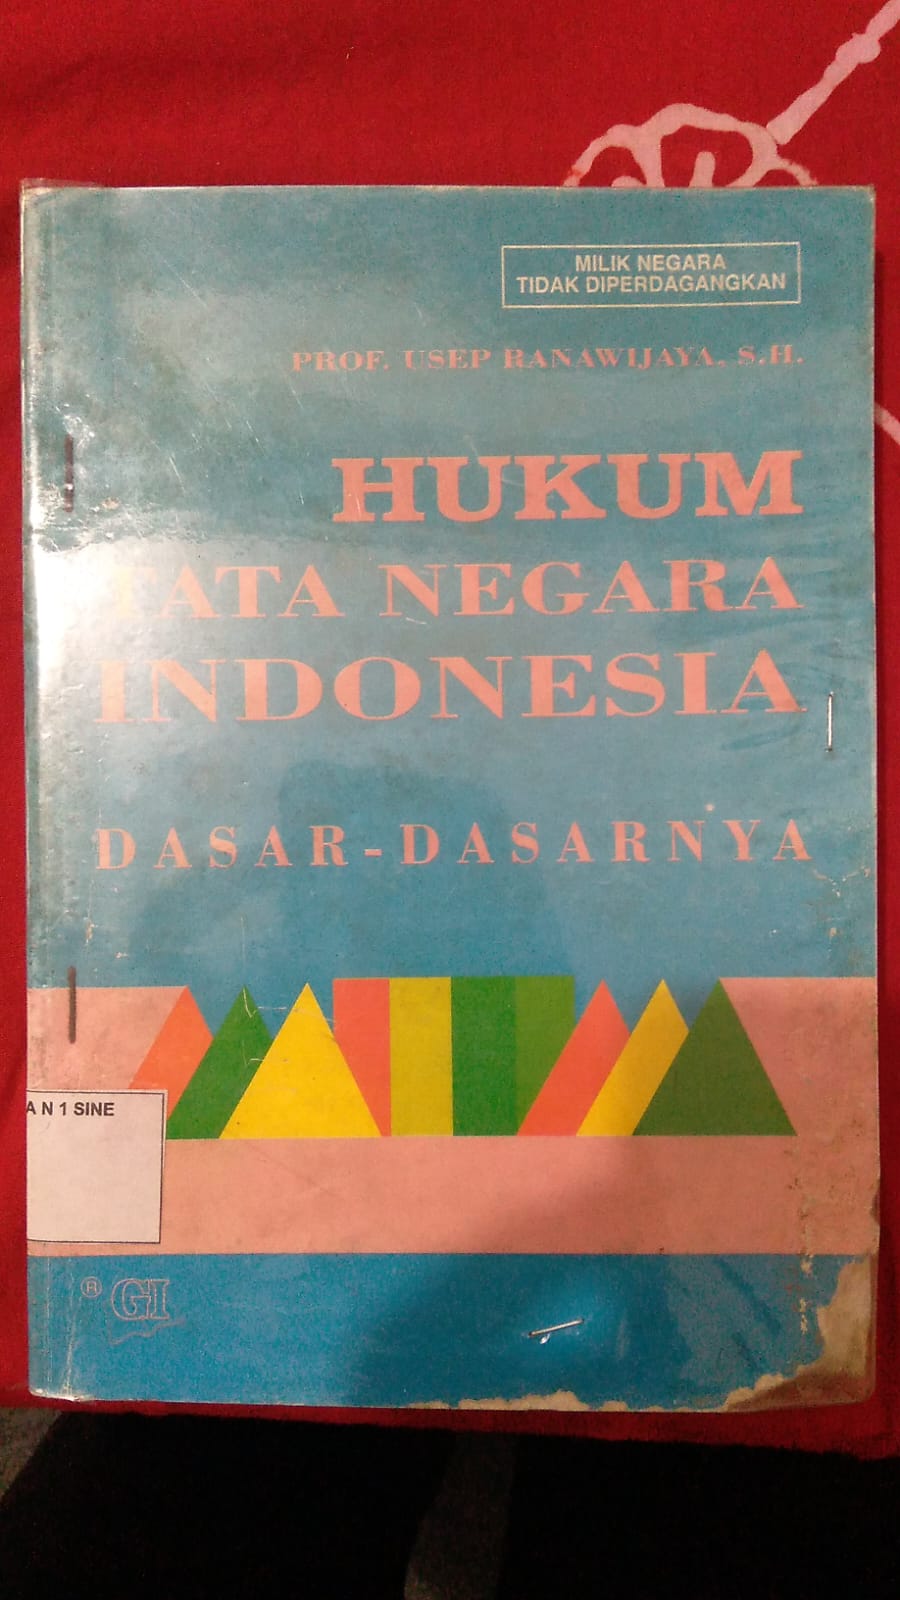 MILIK NEGARA
TIDAK DIPERDAGANGKAN
PROF. USEP RANAWIJAYA, S.H.
HUKUM
TATA NEGARA
INDONESIA
DASAR-DASARNYA
A N 1 SINE
® GI